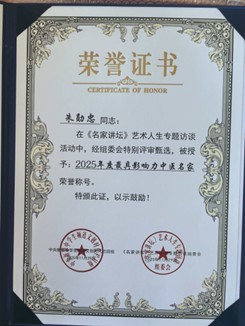 荣誉证书
CERTIFICATE OF HONOR
朱勋忠 同志：
在《名家讲坛》艺术人生专题访谈
活动中，经组委会特别评审甄选，被授
予：2025年度最具影响力中医名家
荣誉称号。
特颁此证，以示鼓励！